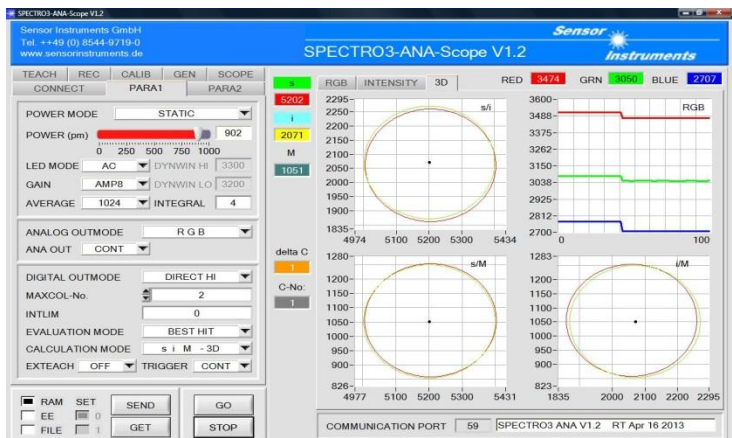 SPECTRO3-ANA-Scope V1.2
Sensor Instruments GmbH
Tel. ++49 (0) 8544-9719-0
www.sensorinstruments.de
SPECTRO3-ANA-Scope V1.2
Sensor
Instruments
TEACH REC CALIB GEN SCOPE
CONNECT PARA1 PARA2
POWER MODE STATIC
POWER (pm) 902
0 250 500 750 1000
LED MODE AC DYNWIN HI 3300
GAIN AMP8 DYNWIN LO 3200
AVERAGE 1024 INTEGRAL 4
ANALOG OUTMODE R G B
ANA OUT CONT
DIGITAL OUTMODE DIRECT HI
MAXCOL-No. 2
INTLIM 0
EVALUATION MODE BEST HIT
CALCULATION MODE s i M - 3D
EXTEACH OFF TRIGGER CONT
RAM SET
EE 0
FILE 1
SEND GO
GET STOP
s
5202
i
2071
M
1051
delta C
1
C-No:
1
RGB INTENSITY 3D RED 3474 GRN 3050 BLUE 2707
s/i
2295
2250
2200
2150
2100
2050
2000
1950
1900
1835
4974 5100 5200 5300 5434
RGB
3600
3488
3375
3262
3150
3038
2925
2812
2700
0 100
s/M
1280
1200
1150
1100
1050
1000
950
900
826
4977 5100 5200 5300 5431
i/M
1283
1200
1150
1100
1050
1000
950
900
823
1835 2000 2100 2200 2295
COMMUNICATION PORT 59 SPECTRO3 ANA V1.2 RT Apr 16 2013